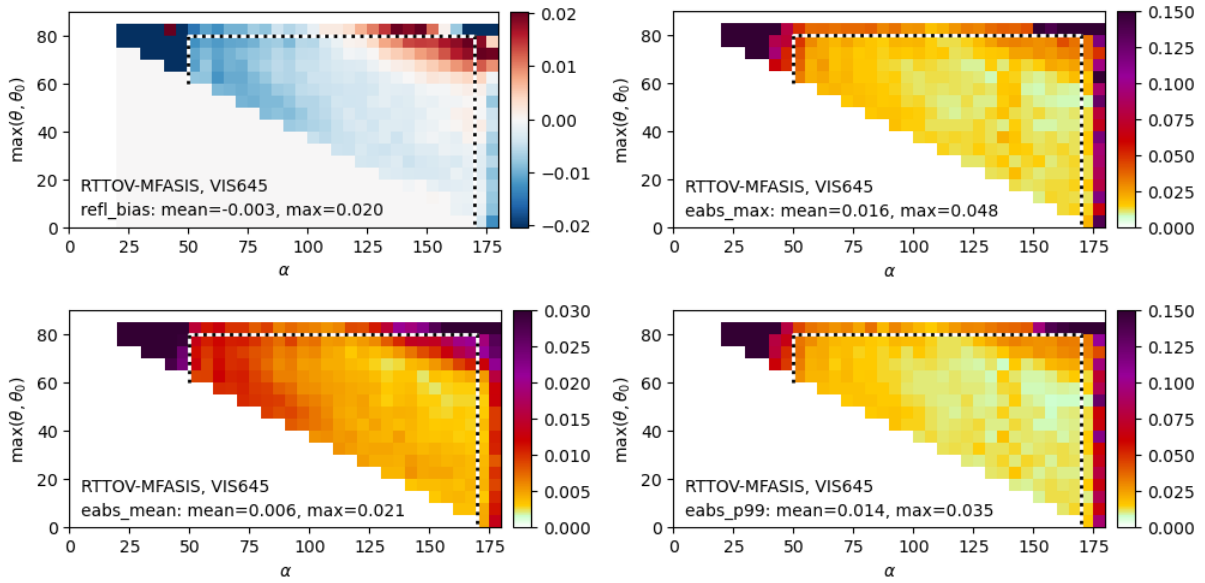 80
60
40
20
0
max(θ, θ₀)
RTTOV-MFASIS, VIS645
refl_bias: mean=-0.003, max=0.020
0 25 50 75 100 125 150 175
α
0.02
0.01
0.00
-0.01
-0.02
80
60
40
20
0
max(θ, θ₀)
RTTOV-MFASIS, VIS645
eabs_max: mean=0.016, max=0.048
0 25 50 75 100 125 150 175
α
0.150
0.125
0.100
0.075
0.050
0.025
0.000
80
60
40
20
0
max(θ, θ₀)
RTTOV-MFASIS, VIS645
eabs_mean: mean=0.006, max=0.021
0 25 50 75 100 125 150 175
α
0.030
0.025
0.020
0.015
0.010
0.005
0.000
80
60
40
20
0
max(θ, θ₀)
RTTOV-MFASIS, VIS645
eabs_p99: mean=0.014, max=0.035
0 25 50 75 100 125 150 175
α
0.150
0.125
0.100
0.075
0.050
0.025
0.000